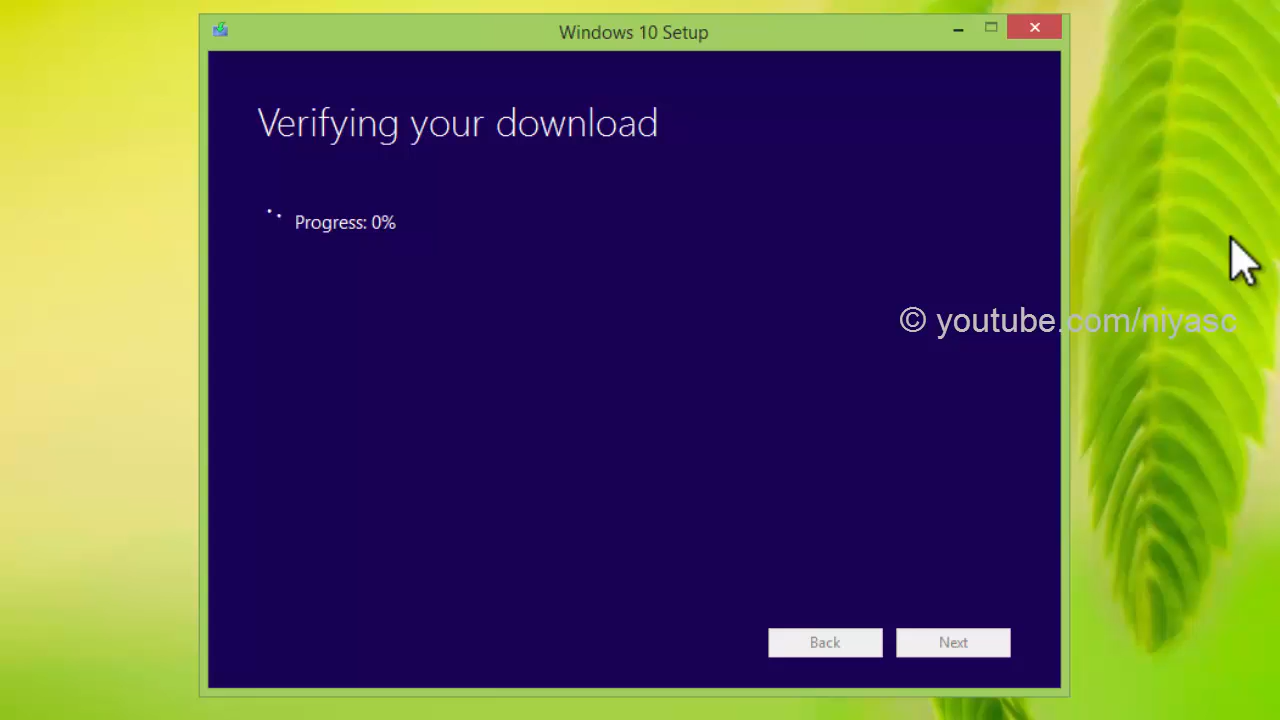 Windows 10 Setup
Verifying your download
Progress: 0%
© youtube.com/niyasc
Back
Next